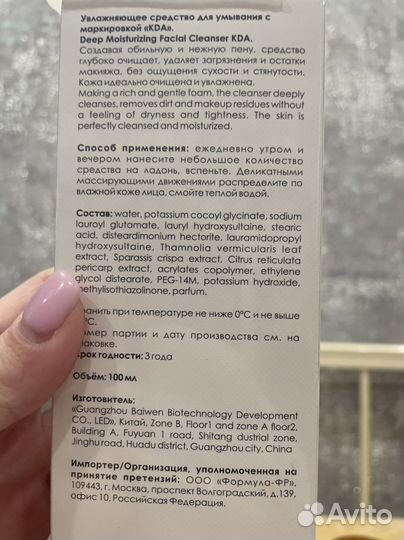 Увлажняющее средство для умывания с
маркировкой «KDA».
Deep Moisturizing Facial Cleanser KDA.
Создавая обильную и нежную пену, средство
глубоко очищает, удаляет загрязнения и остатки
макияжа, без ощущения сухости и стянутости.
Кожа идеально очищена и увлажнена.
Making a rich and gentle foam, the cleanser deeply
cleanses, removes dirt and makeup residues without
a feeling of dryness and tightness. The skin is
perfectly cleansed and moisturized.
Способ применения: ежедневно утром и
вечером нанесите небольшое количество
средства на ладонь, вспеньте. Деликатными
массирующими движениями распределите по
влажной коже лица, смойте теплой водой.
Состав: water, potassium cocoyl glycinate, sodium
lauroyl glutamate, lauryl hydroxysultaine, stearic
acid, disteardimonium hectorite, lauramidopropyl
hydroxysultaine, Thamnolia vermicularis leaf
extract, Sparassis crispa extract, Citrus reticulata
pericarp extract, acrylates copolymer, ethylene
glycol distearate, PEG-14M, potassium hydroxide,
methylisothiazolinone, parfum.
ранить при температуре не ниже 0°C и не выше
°C.
омер партии и дату производства см. на
аковке.
рок годности: 3 года
Объём: 100 мл
Изготовитель:
«Guangzhou Baiwen Biotechnology Development
CO., LED», Китай, Zone B, Floor1 and zone A floor2,
Building A, Fuyuan 1 road, Shitang dustrial zone,
Jinghu road, Huadu district, Guangzhou city, China
Импортер/Организация, уполномоченная на
принятие претензий: ООО «Формула-ФР»,
109443, г. Москва, проспект Волгоградский, д.139,
офис 10, Российская Федерация.
Avito